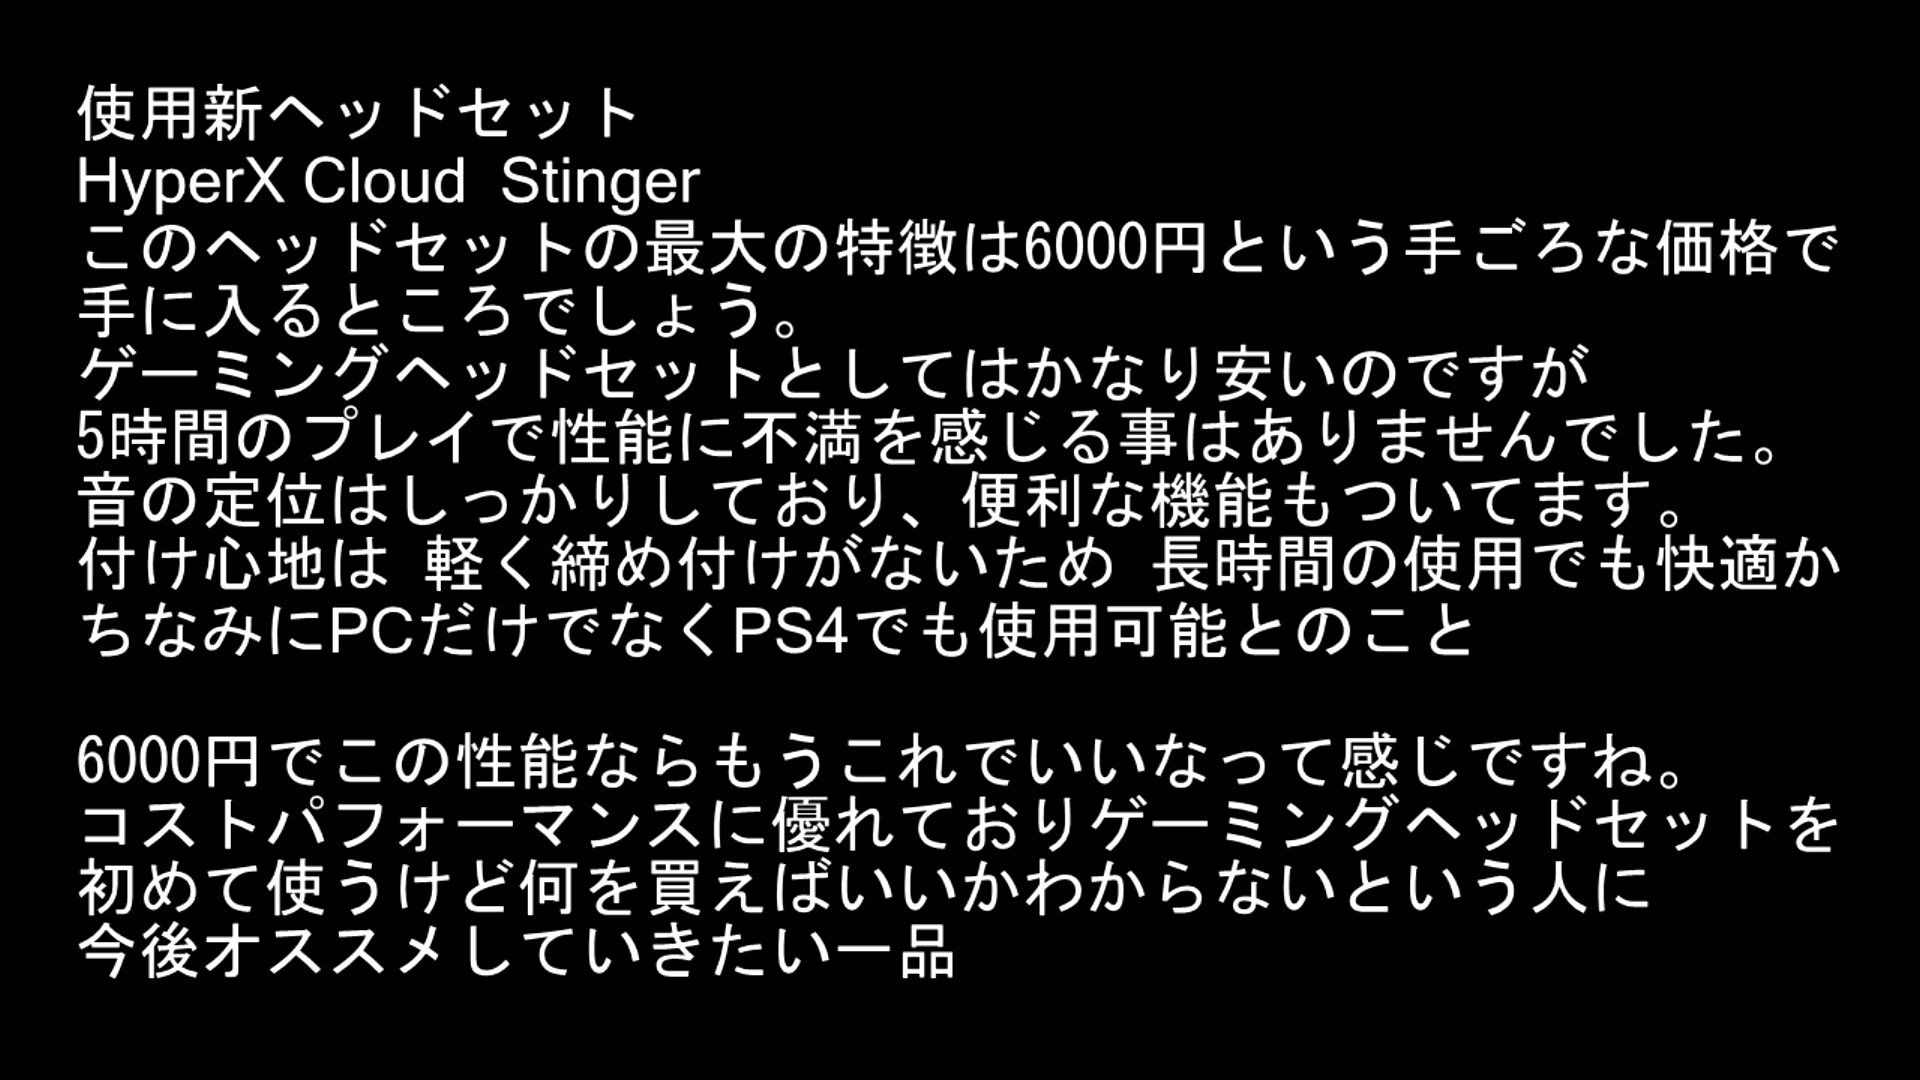 使用新ヘッドセット
HyperX Cloud  Stinger
このヘッドセットの最大の特徴は6000円という手ごろな価格で
手に入るところでしょう。
ゲーミングヘッドセットとしてはかなり安いのですが
5時間のプレイで性能に不満を感じる事はありませんでした。
音の定位はしっかりしており、便利な機能もついてます。
付け心地は 軽く締め付けがないため 長時間の使用でも快適か
ちなみにPCだけでなくPS4でも使用可能とのこと
6000円でこの性能ならもうこれでいいなって感じですね。
コストパフォーマンスに優れておりゲーミングヘッドセットを
初めて使うけど何を買えばいいかわからないという人に
今後オススメしていきたい一品